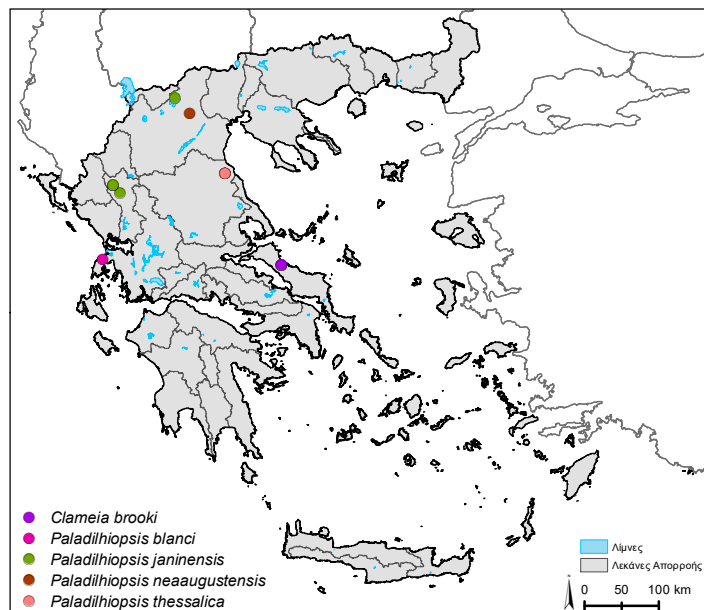 Clameia brooki
Paladilhiopsis blanci
Paladilhiopsis janinensis
Paladilhiopsis neaaugustensis
Paladilhiopsis thessalica
Λίμνες
Λεκάνες Απορροής
0 50 100 km